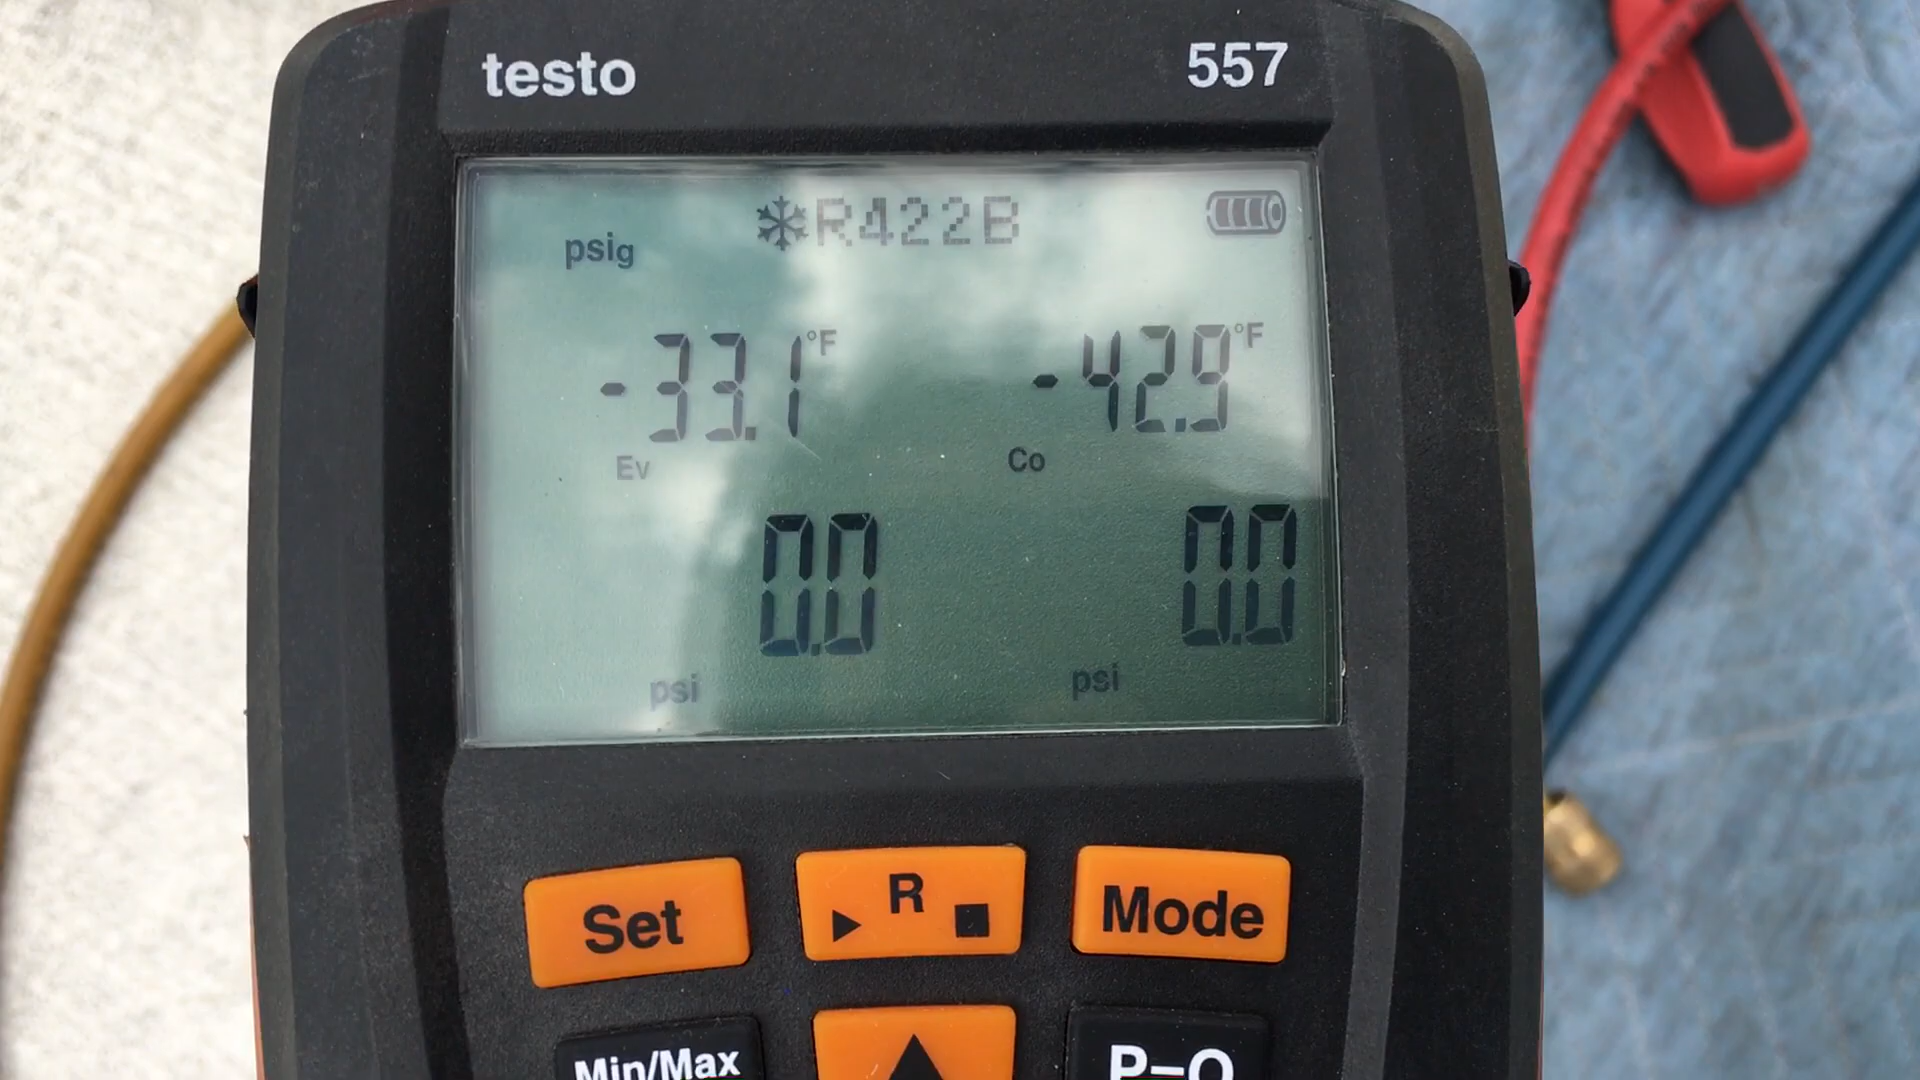 testo 557
R422B
psig
-33.1 °F -42.9 °F
Ev Co
0.0 0.0
psi psi
Set R Mode
Min/Max P=0